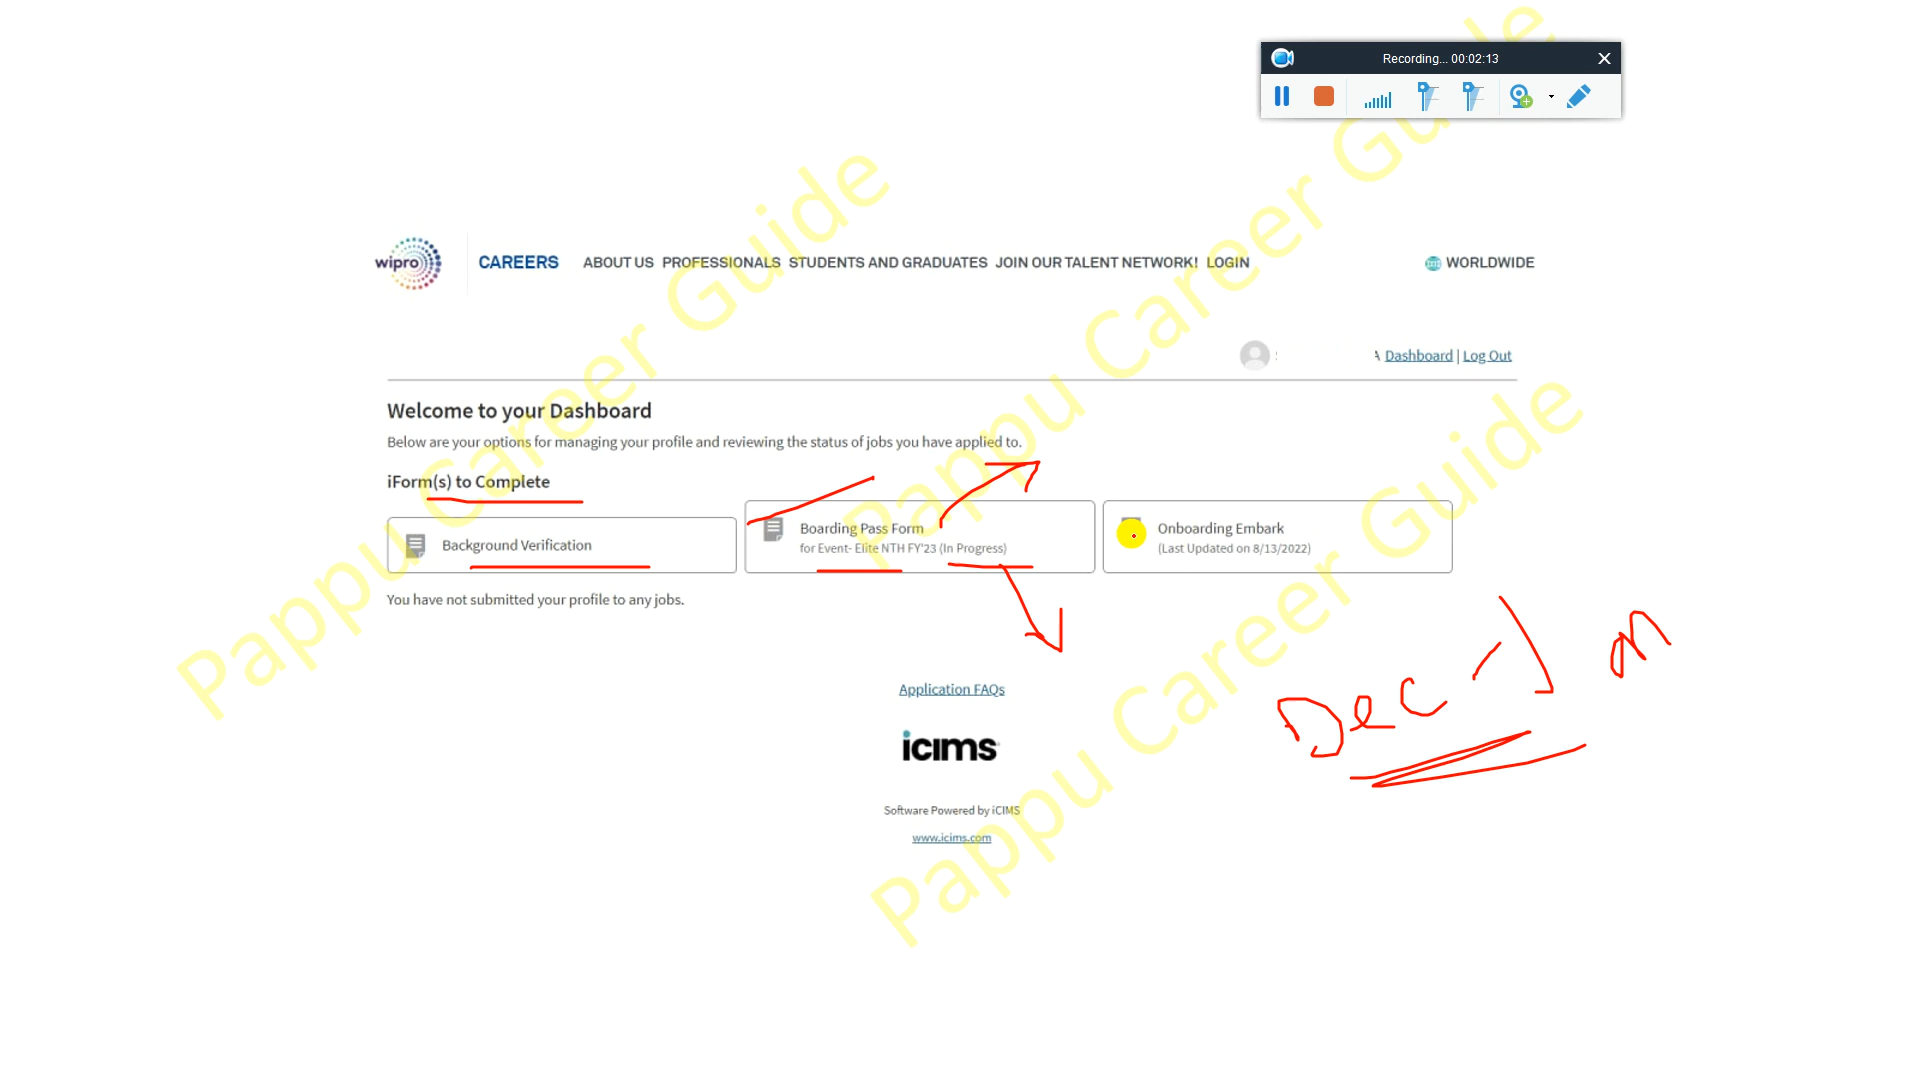 Recording... 00:02:13
wipro
CAREERS ABOUT US PROFESSIONALS STUDENTS AND GRADUATES JOIN OUR TALENT NETWORK! LOGIN WORLDWIDE
A Dashboard | Log Out
Welcome to your Dashboard
Below are your options for managing your profile and reviewing the status of jobs you have applied to.
iForm(s) to Complete
Background Verification
Boarding Pass Form
for Event- Elite NTH FY'23 (In Progress)
Onboarding Embark
(Last Updated on 8/13/2022)
You have not submitted your profile to any jobs.
Application FAQs
Dec
icims
Software Powered by iCIMS
www.icims.com
Pappu Career Guide
Pappu Career Guide
Pappu Career Guide